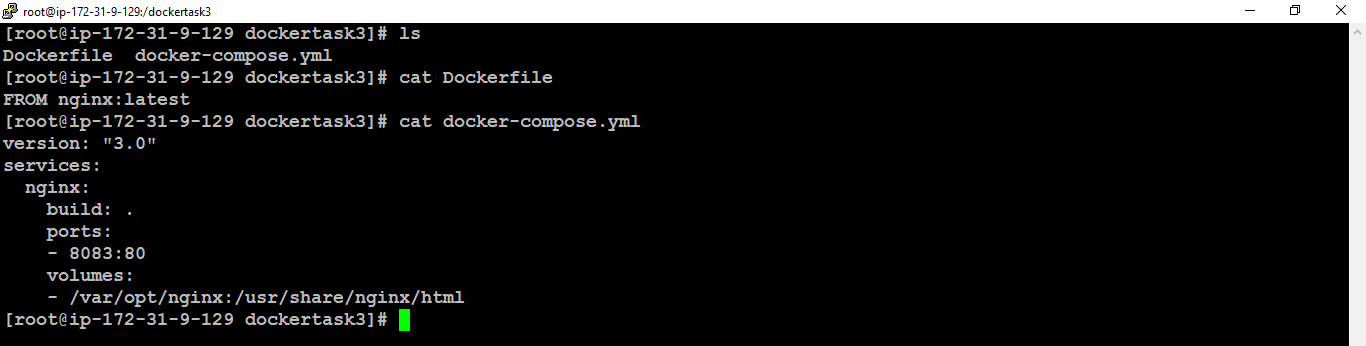 root@ip-172-31-9-129:/dockertask3
[root@ip-172-31-9-129 dockertask3]# ls
Dockerfile  docker-compose.yml
[root@ip-172-31-9-129 dockertask3]# cat Dockerfile
FROM nginx:latest
[root@ip-172-31-9-129 dockertask3]# cat docker-compose.yml
version: "3.0"
services:
  nginx:
    build: .
    ports:
    - 8083:80
    volumes:
    - /var/opt/nginx:/usr/share/nginx/html
[root@ip-172-31-9-129 dockertask3]#